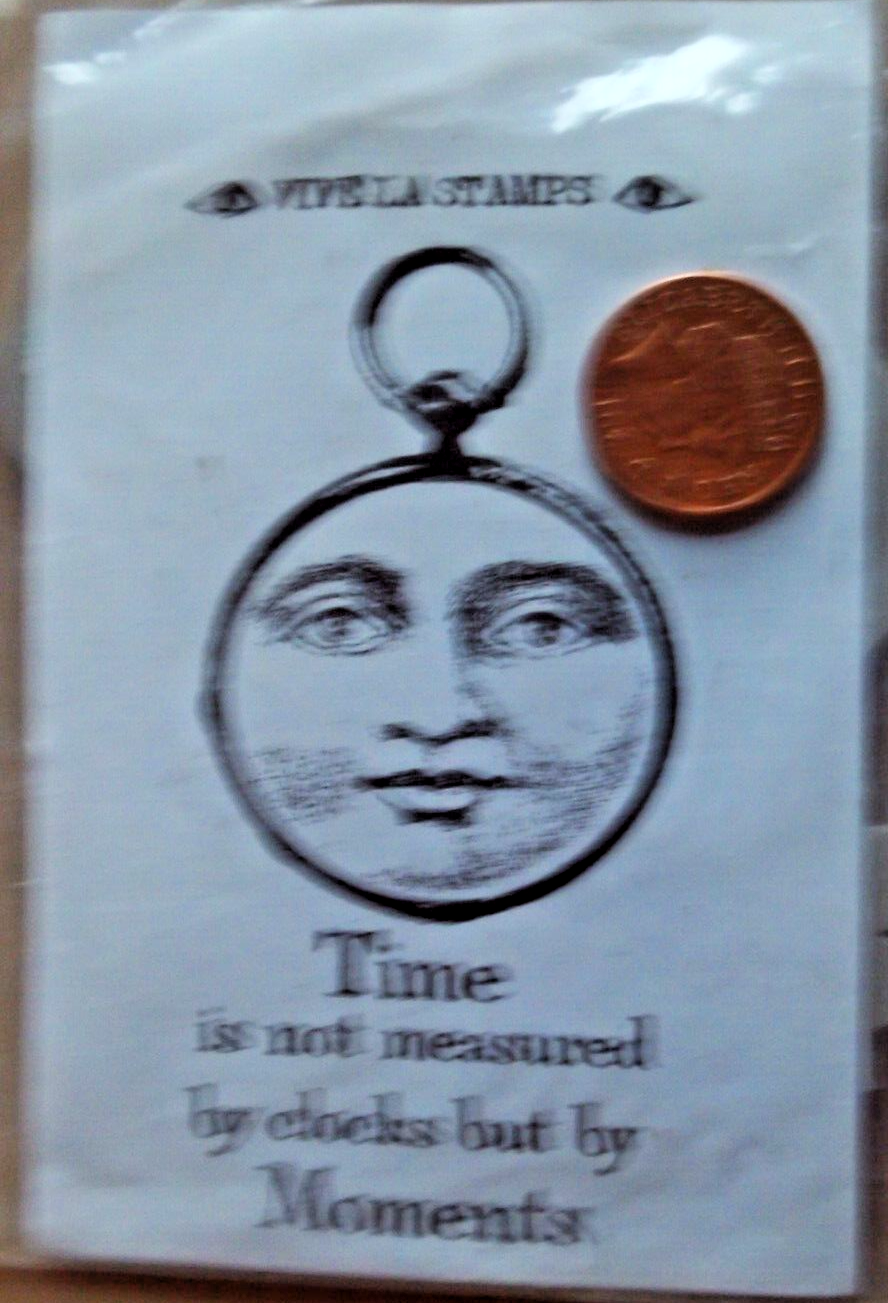 VIVE LA STAMPS
Time
is not measured
by clocks but by
Moments